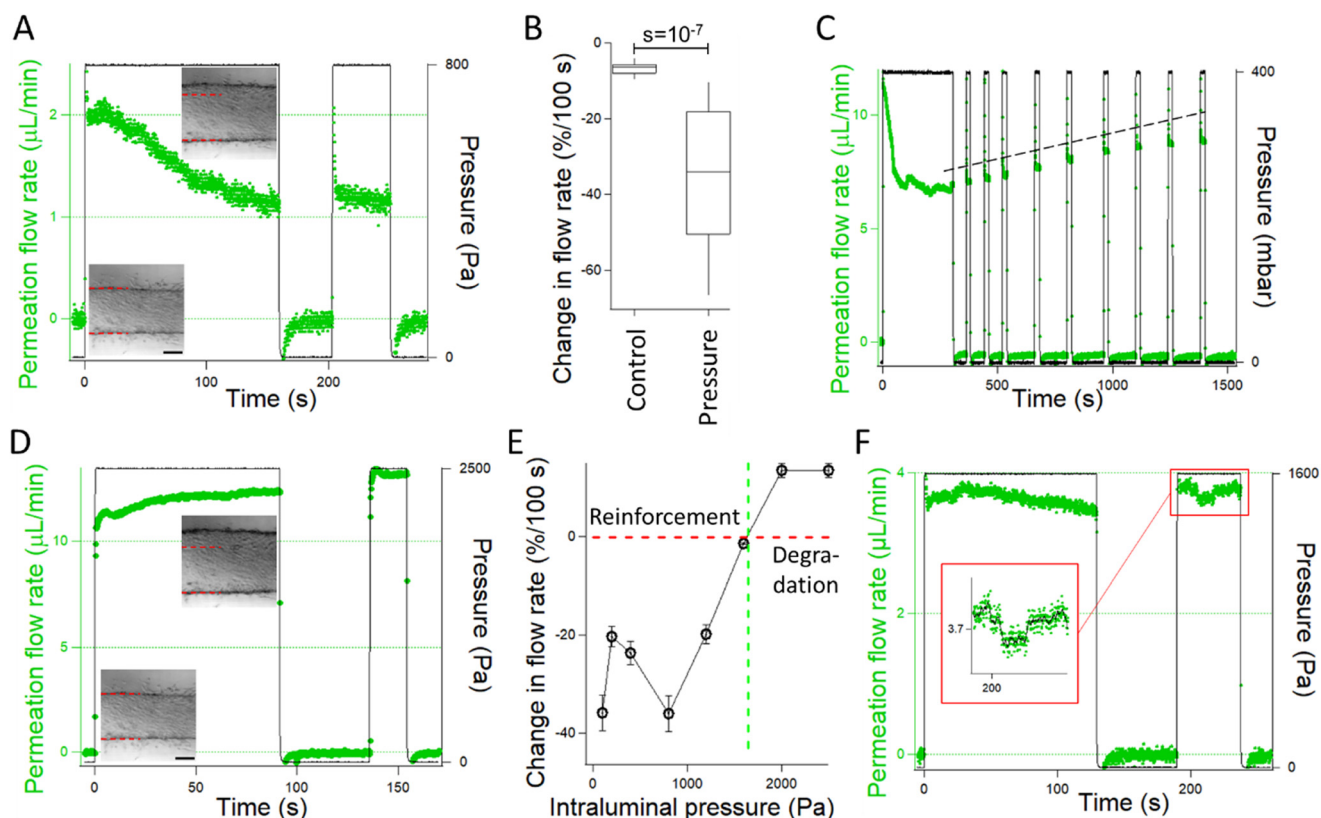 A
Permeation flow rate (µL/min)
2
1
0
0
100
200
Time (s)
800
0
Pressure (Pa)
B
s=10-7
Change in flow rate (%/100 s)
0
-20
-40
-60
Control
Pressure
C
Permeation flow rate (µL/min)
10
5
0
0
500
1000
1500
Time (s)
400
0
Pressure (mbar)
D
Permeation flow rate (µL/min)
10
5
0
0
50
100
150
Time (s)
2500
0
Pressure (Pa)
E
Change in flow rate (%/100 s)
0
-20
-40
Reinforcement
Degra-
dation
0
1000
2000
Intraluminal pressure (Pa)
F
Permeation flow rate (µL/min)
4
2
0
3.7
200
0
100
200
Time (s)
1600
0
Pressure (Pa)